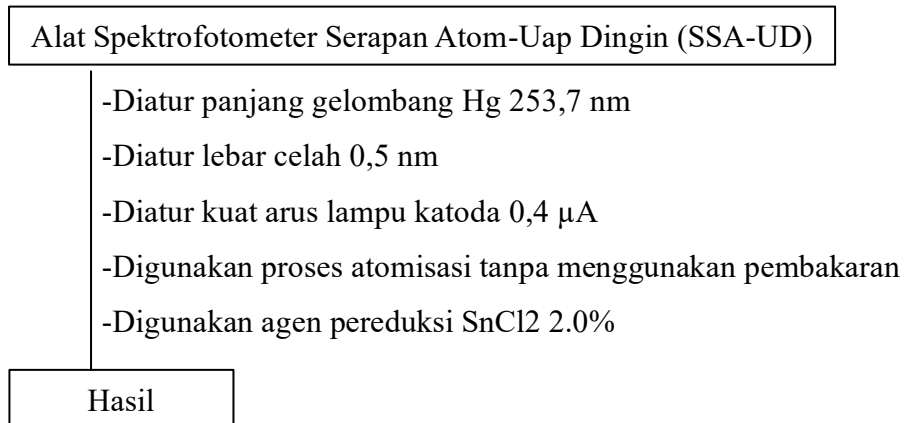 Alat Spektrofotometer Serapan Atom-Uap Dingin (SSA-UD)
-Diatur panjang gelombang Hg 253,7 nm
-Diatur lebar celah 0,5 nm
-Diatur kuat arus lampu katoda 0,4 µA
-Digunakan proses atomisasi tanpa menggunakan pembakaran
-Digunakan agen pereduksi SnCl2 2.0%
Hasil